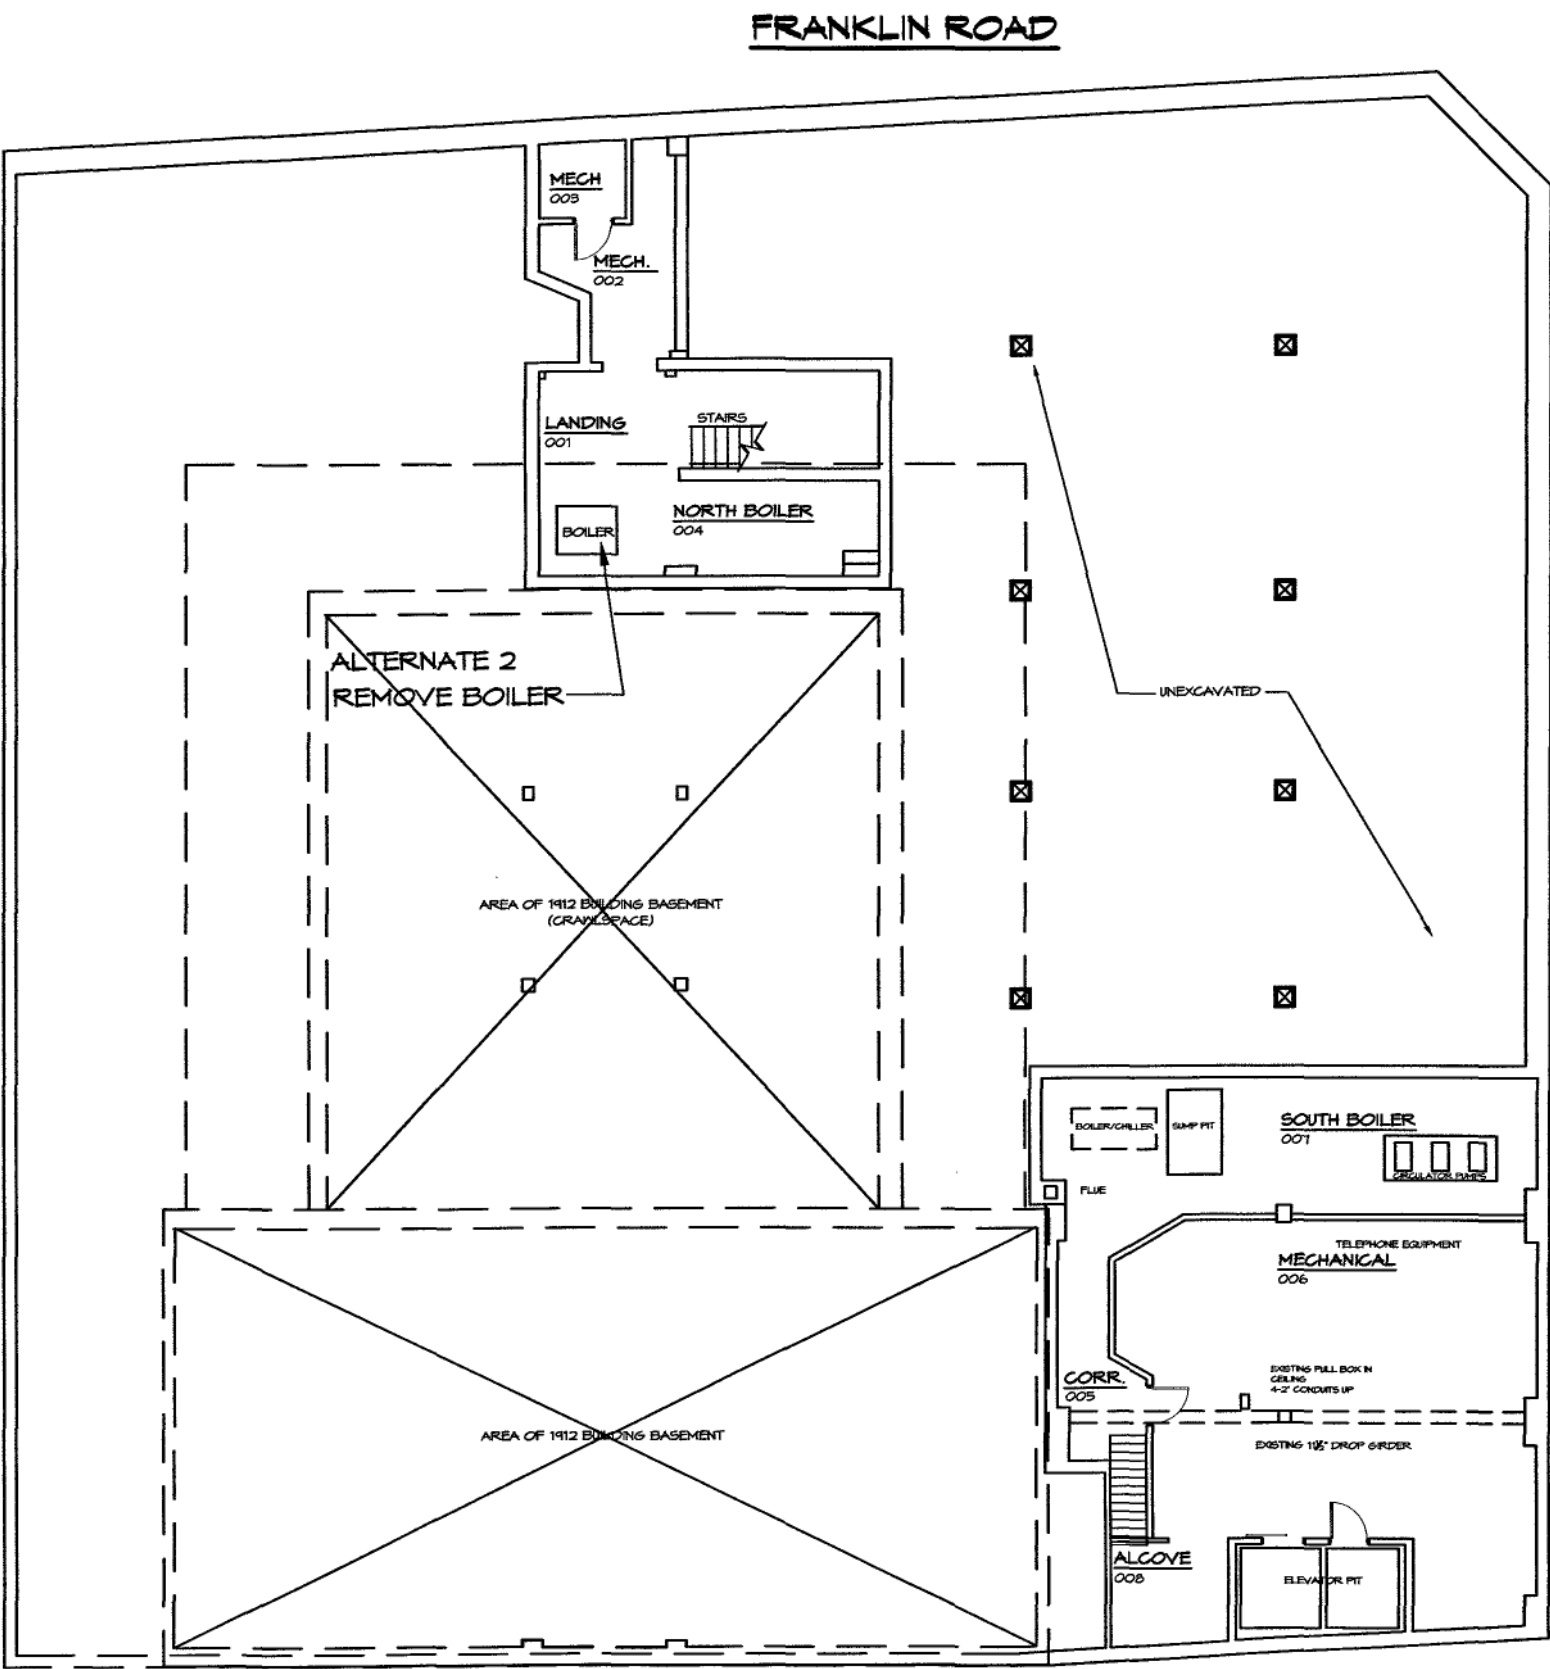 FRANKLIN ROAD
MECH
003
MECH.
002
LANDING
001
STAIRS
NORTH BOILER
004
BOILER
ALTERNATE 2
REMOVE BOILER
UNEXCAVATED
AREA OF 1912 BUILDING BASEMENT
(CRAWLSPACE)
BOILER/CHILLER
SUMP PIT
SOUTH BOILER
007
CIRCULATOR PUMPS
FLUE
TELEPHONE EQUIPMENT
MECHANICAL
006
EXISTING PULL BOX IN
CEILING
4-2" CONDUITS UP
CORR.
005
AREA OF 1912 BUILDING BASEMENT
EXISTING 11½" DROP GIRDER
ALCOVE
008
ELEVATOR PIT